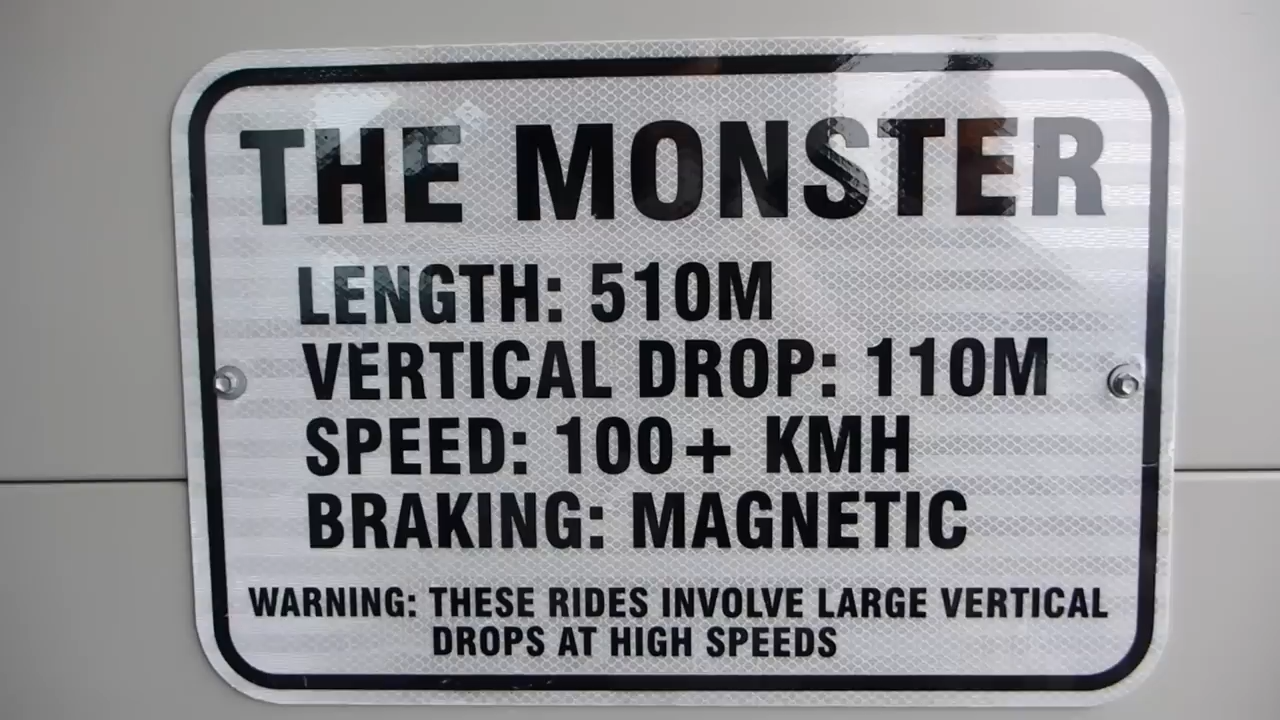 THE MONSTER
LENGTH: 510M
VERTICAL DROP: 110M
SPEED: 100+ KMH
BRAKING: MAGNETIC
WARNING: THESE RIDES INVOLVE LARGE VERTICAL
DROPS AT HIGH SPEEDS